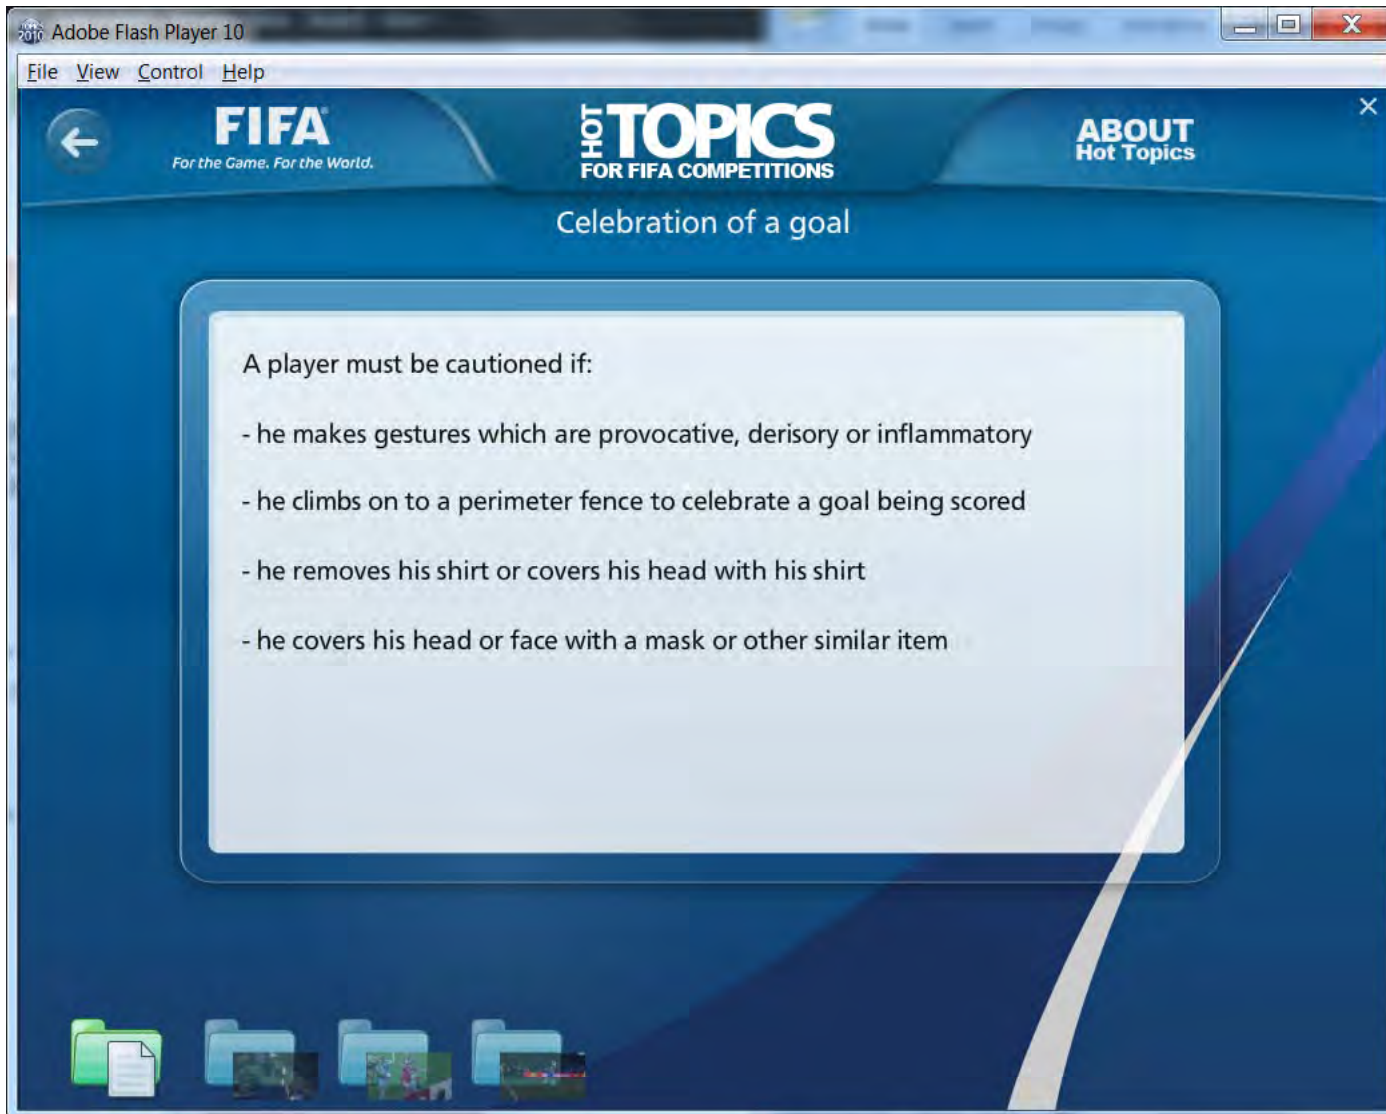 Adobe Flash Player 10
File View Control Help
FIFA
For the Game. For the World.
HOT TOPICS
FOR FIFA COMPETITIONS
ABOUT
Hot Topics
Celebration of a goal
A player must be cautioned if:
- he makes gestures which are provocative, derisory or inflammatory
- he climbs on to a perimeter fence to celebrate a goal being scored
- he removes his shirt or covers his head with his shirt
- he covers his head or face with a mask or other similar item